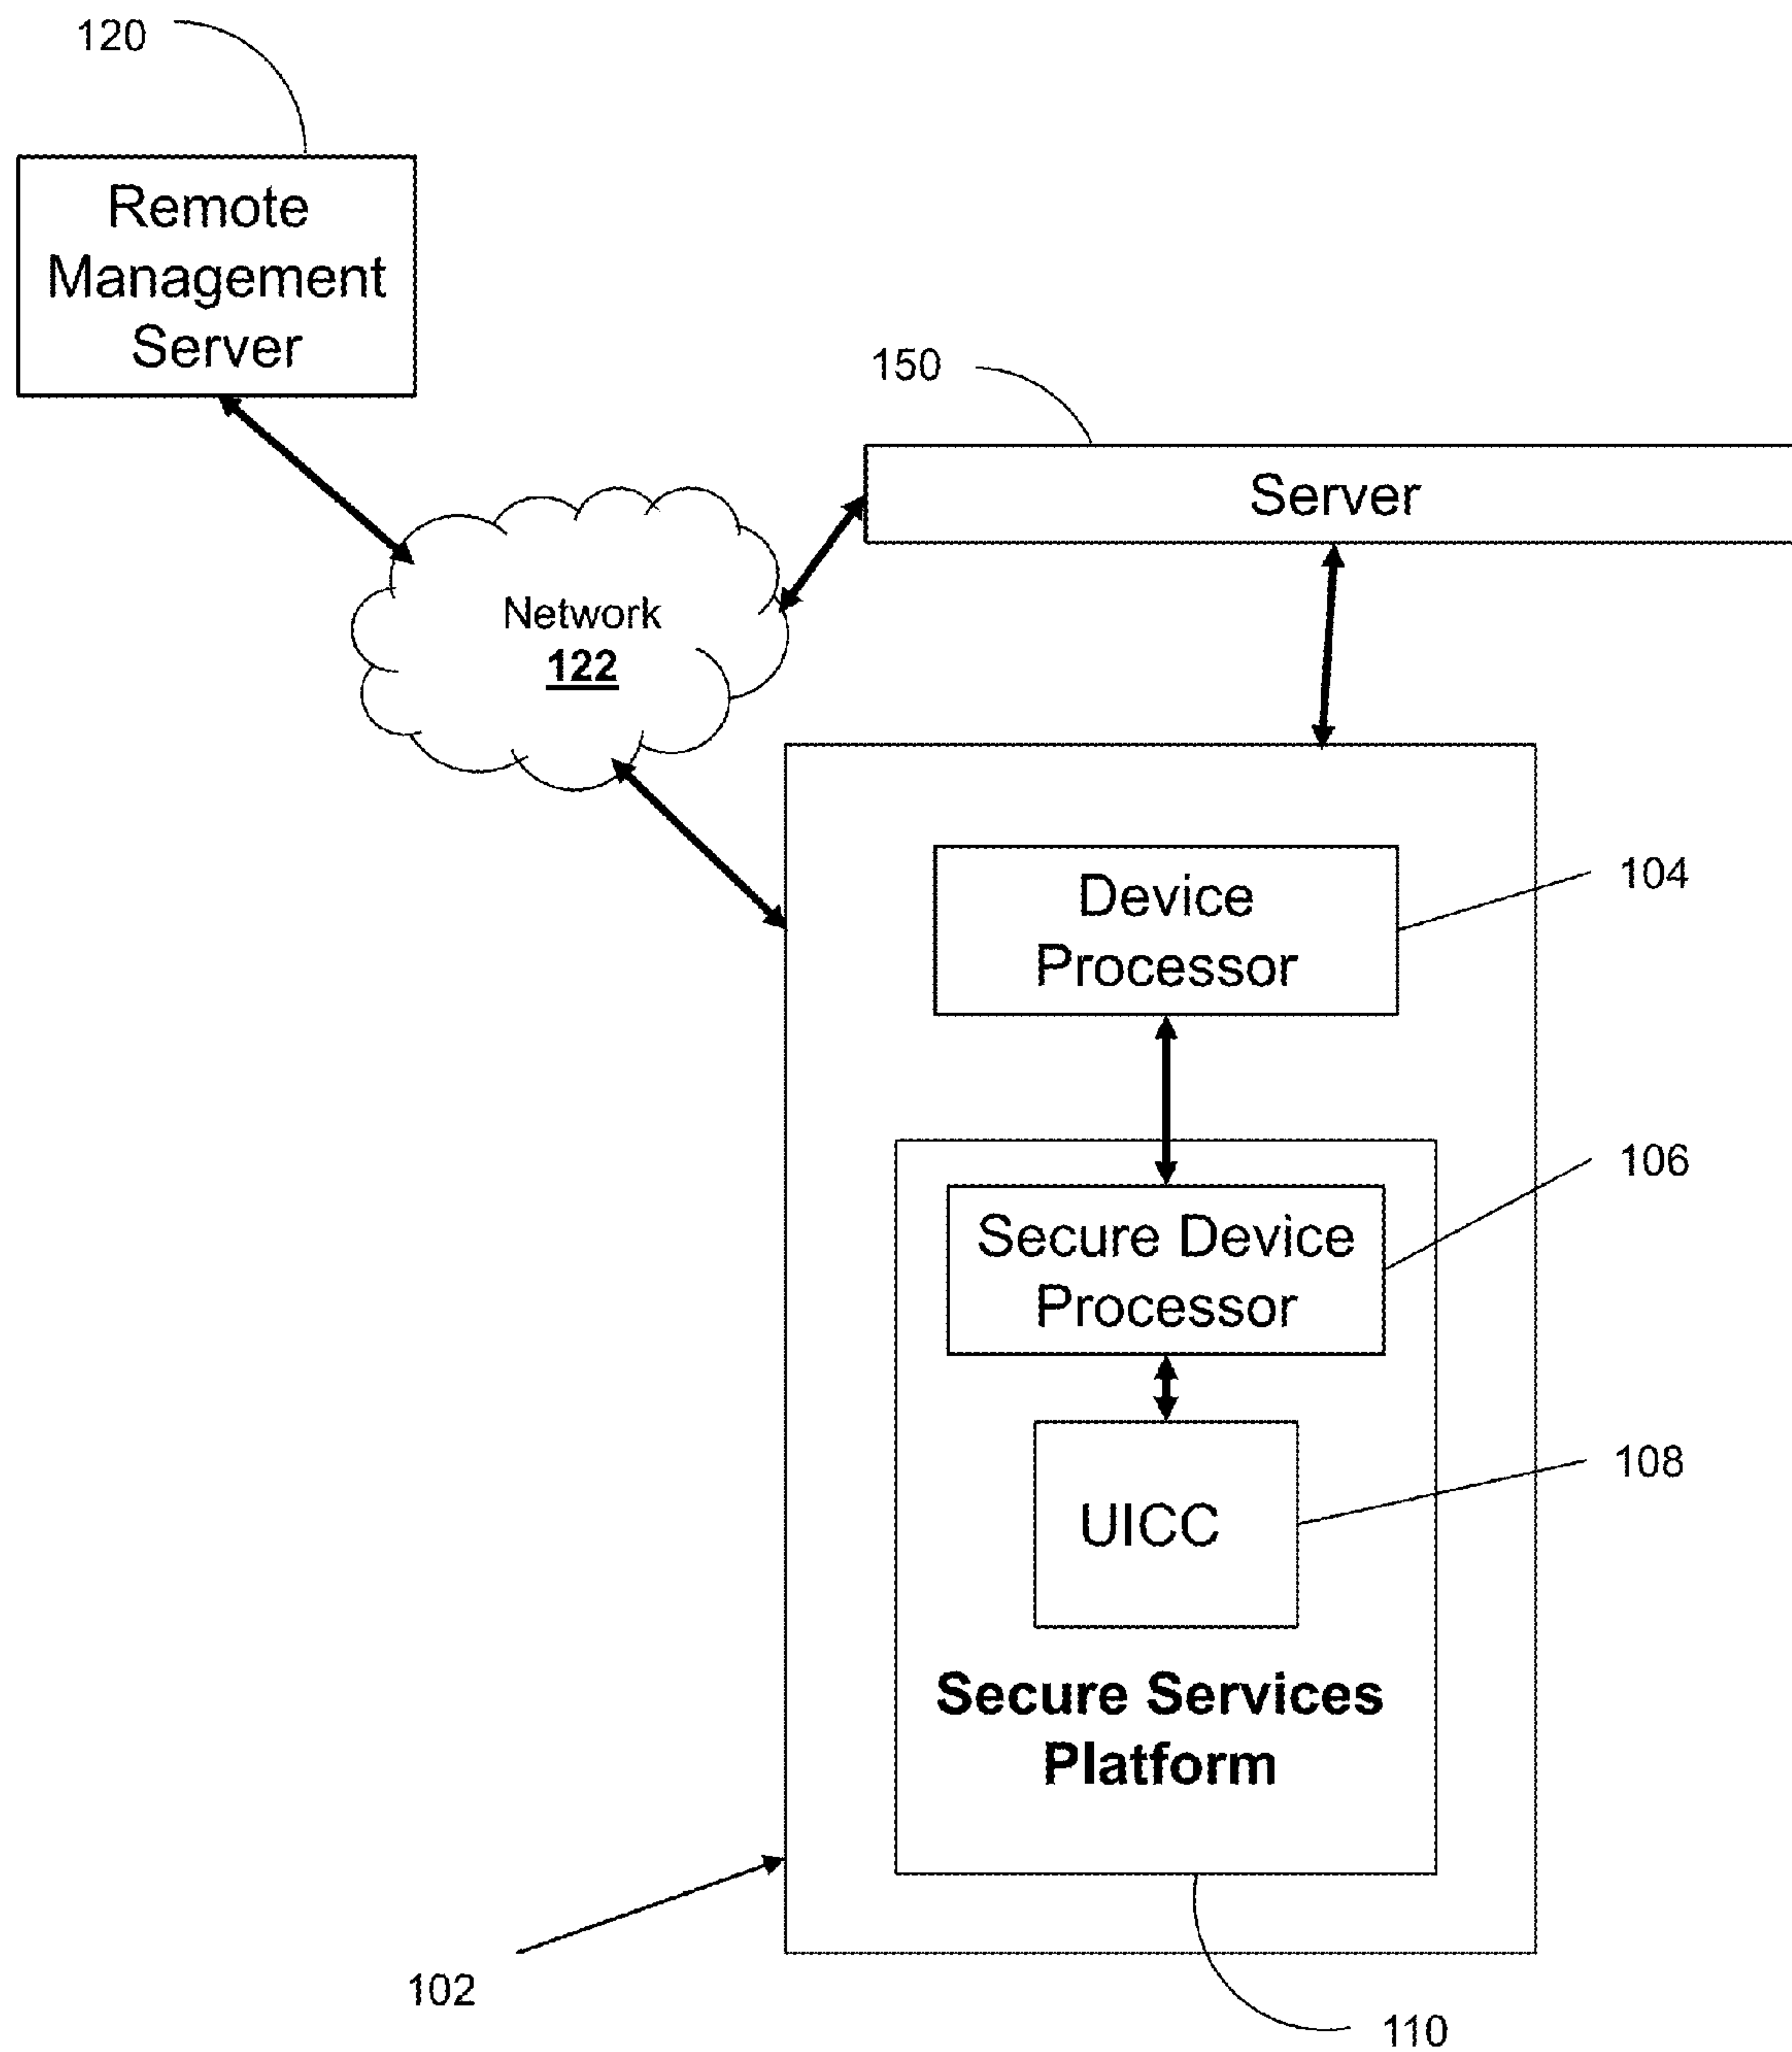 120
Remote
Management
Server
150
Server
Network
122
Device
Processor
104
Secure Device
Processor
106
UICC
108
Secure Services
Platform
102
110